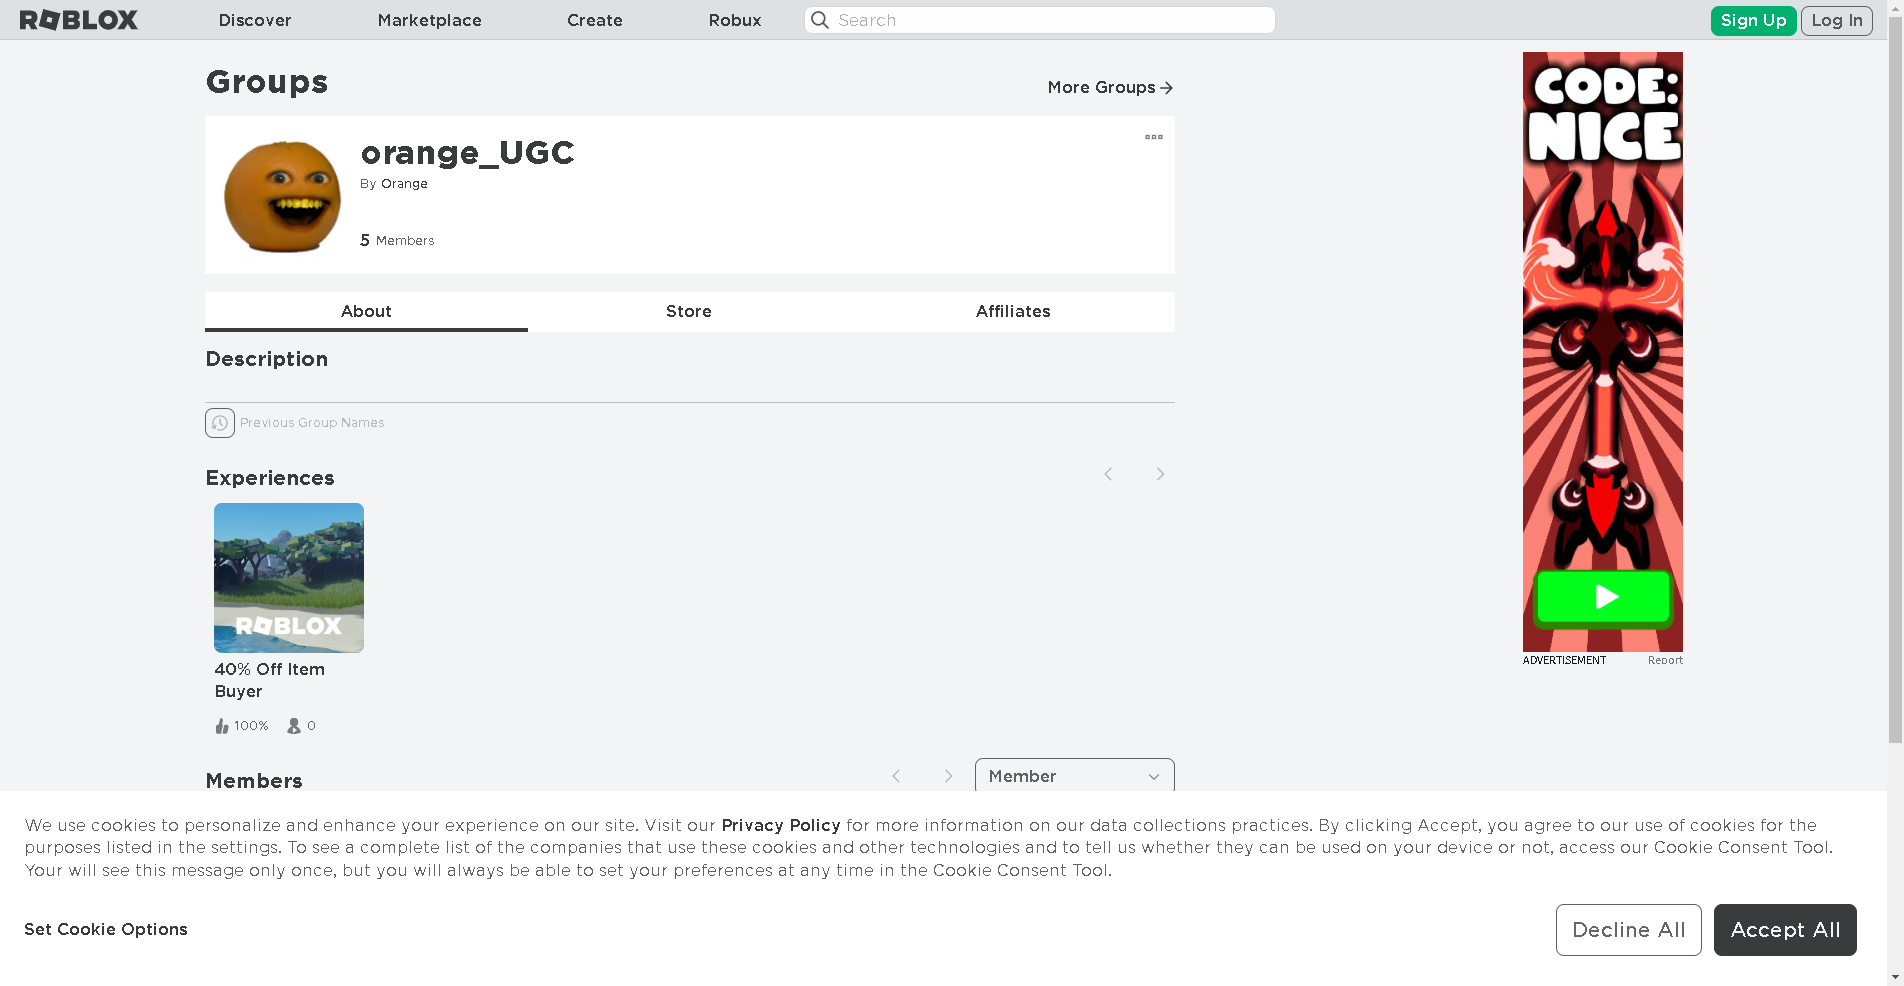 ROBLOX
Discover
Marketplace
Create
Robux
Search
Sign Up
Log In
Groups
More Groups
orange_UGC
By Orange
5 Members
About
Store
Affiliates
Description
Previous Group Names
Experiences
ROBLOX
40% Off Item
Buyer
100%
0
Members
Member
CODE:
NICE
ADVERTISEMENT
Report
We use cookies to personalize and enhance your experience on our site. Visit our Privacy Policy for more information on our data collections practices. By clicking Accept, you agree to our use of cookies for the
purposes listed in the settings. To see a complete list of the companies that use these cookies and other technologies and to tell us whether they can be used on your device or not, access our Cookie Consent Tool.
Your will see this message only once, but you will always be able to set your preferences at any time in the Cookie Consent Tool.
Set Cookie Options
Decline All
Accept All